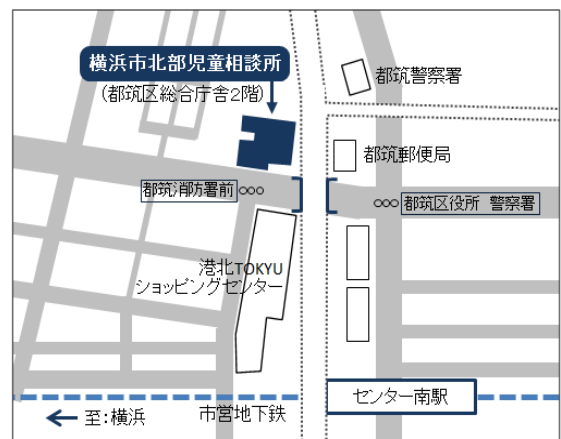 横浜市北部児童相談所
(都筑区総合庁舎2階)
都筑警察署
都筑郵便局
都筑消防署前
都筑区役所 警察署
港北TOKYU
ショッピングセンター
センター南駅
←至:横浜
市営地下鉄